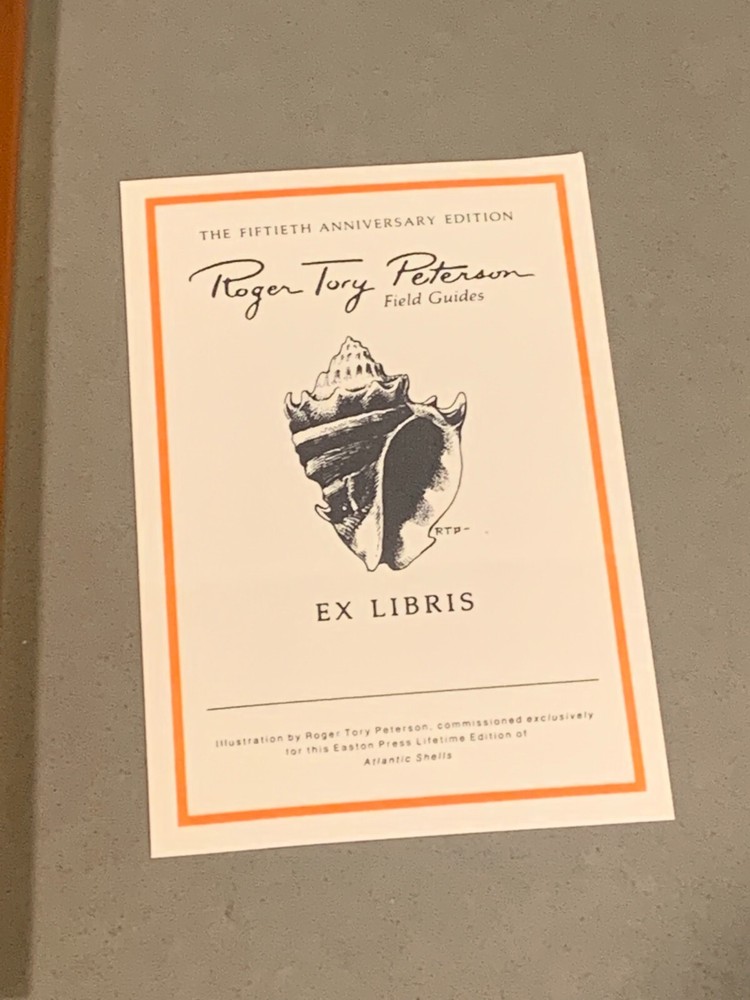 THE FIFTIETH ANNIVERSARY EDITION
Roger Tory Peterson
Field Guides
RTP-
EX LIBRIS
Illustration by Roger Tory Peterson, commissioned exclusively
for this Easton Press Lifetime Edition of
Atlantic Shells